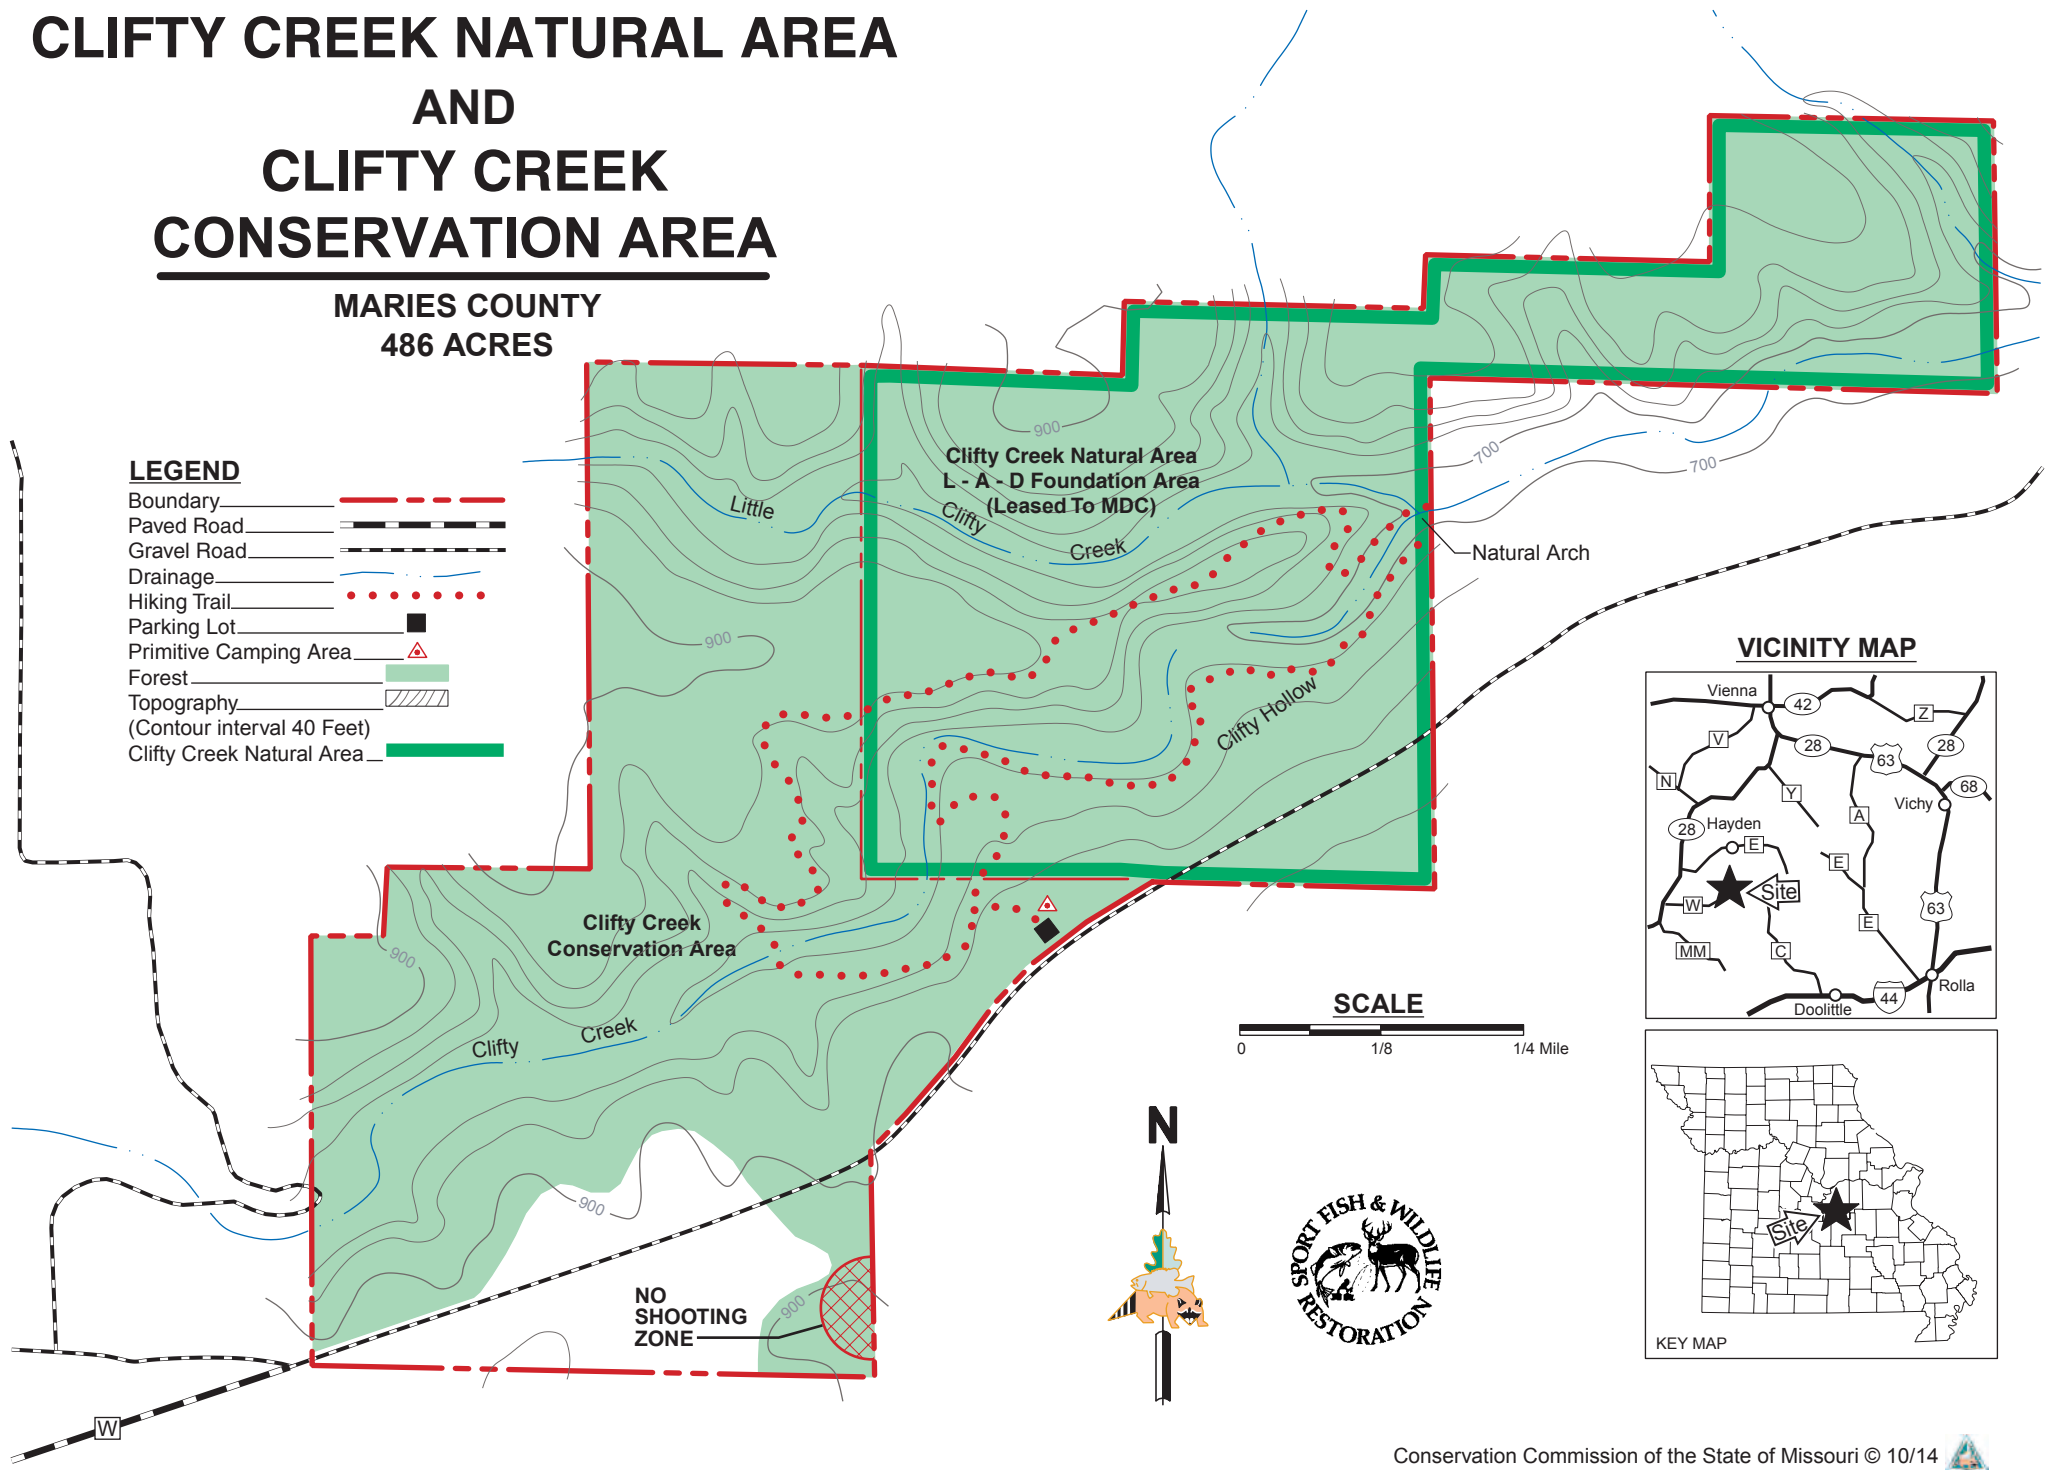 CLIFTY CREEK NATURAL AREA
AND
CLIFTY CREEK
CONSERVATION AREA
MARIES COUNTY
486 ACRES
LEGEND
Boundary
Paved Road
Gravel Road
Drainage
Hiking Trail
Parking Lot
Primitive Camping Area
Forest
Topography
(Contour interval 40 Feet)
Clifty Creek Natural Area
900
Clifty Creek Natural Area
L - A - D Foundation Area
(Leased To MDC)
Little
Clifty
Creek
700
700
Natural Arch
900
Clifty Hollow
Clifty Creek
Conservation Area
900
Clifty
Creek
900
900
NO
SHOOTING
ZONE
W
SCALE
0 1/8 1/4 Mile
N
SPORT FISH & WILDLIFE
RESTORATION
VICINITY MAP
Vienna
42
Z
V
28
63
28
N
Y
68
Vichy
A
28
Hayden
E
E
Site
W
63
E
MM
C
Rolla
44
Doolittle
Site
KEY MAP
Conservation Commission of the State of Missouri © 10/14